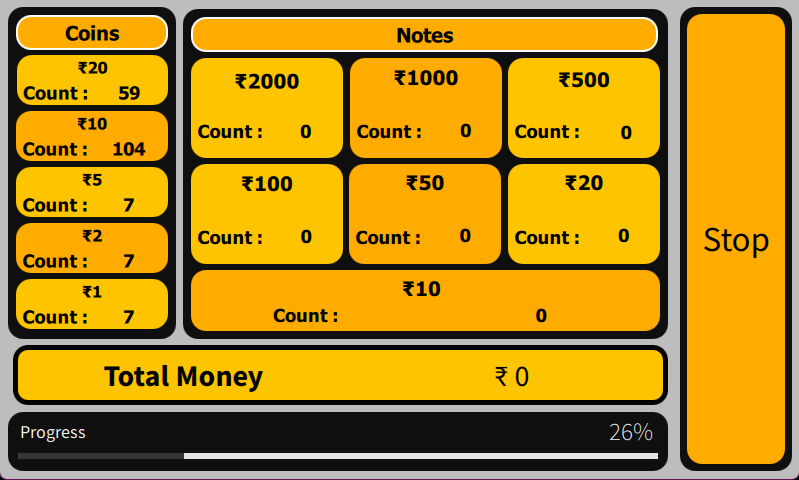 Coins
₹20
Count : 59
₹10
Count : 104
₹5
Count : 7
₹2
Count : 7
₹1
Count : 7
Notes
₹2000
Count : 0
₹1000
Count : 0
₹500
Count : 0
₹100
Count : 0
₹50
Count : 0
₹20
Count : 0
₹10
Count : 0
Stop
Total Money ₹ 0
Progress 26%